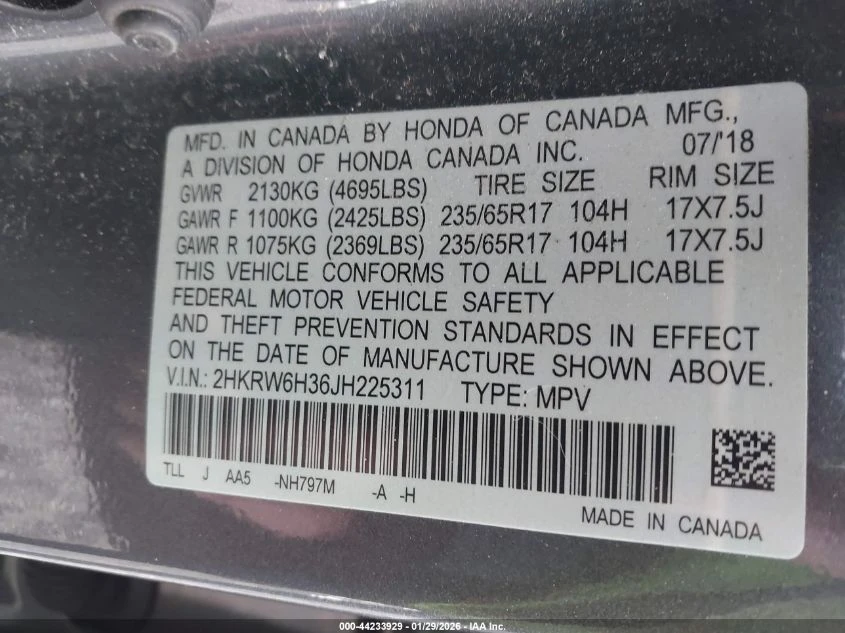 MFD. IN CANADA BY HONDA OF CANADA MFG.,
A DIVISION OF HONDA CANADA INC. 07/'18
GVWR 2130KG (4695LBS) TIRE SIZE RIM SIZE
GAWR F 1100KG (2425LBS) 235/65R17 104H 17X7.5J
GAWR R 1075KG (2369LBS) 235/65R17 104H 17X7.5J
THIS VEHICLE CONFORMS TO ALL APPLICABLE
FEDERAL MOTOR VEHICLE SAFETY
AND THEFT PREVENTION STANDARDS IN EFFECT
ON THE DATE OF MANUFACTURE SHOWN ABOVE.
V.I.N.: 2HKRW6H36JH225311 TYPE: MPV
TLL J AA5 -NH797M -A -H
MADE IN CANADA
000-44233929 - 01/29/2026 - IAA Inc.